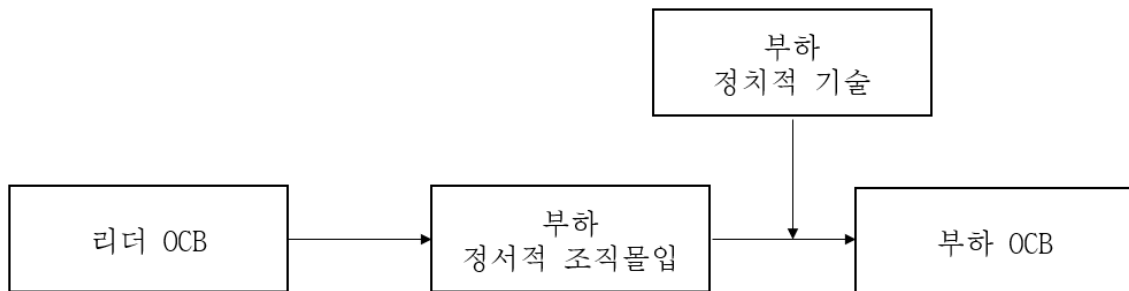 부하
정치적 기술
리더 OCB
부하
정서적 조직몰입
부하 OCB